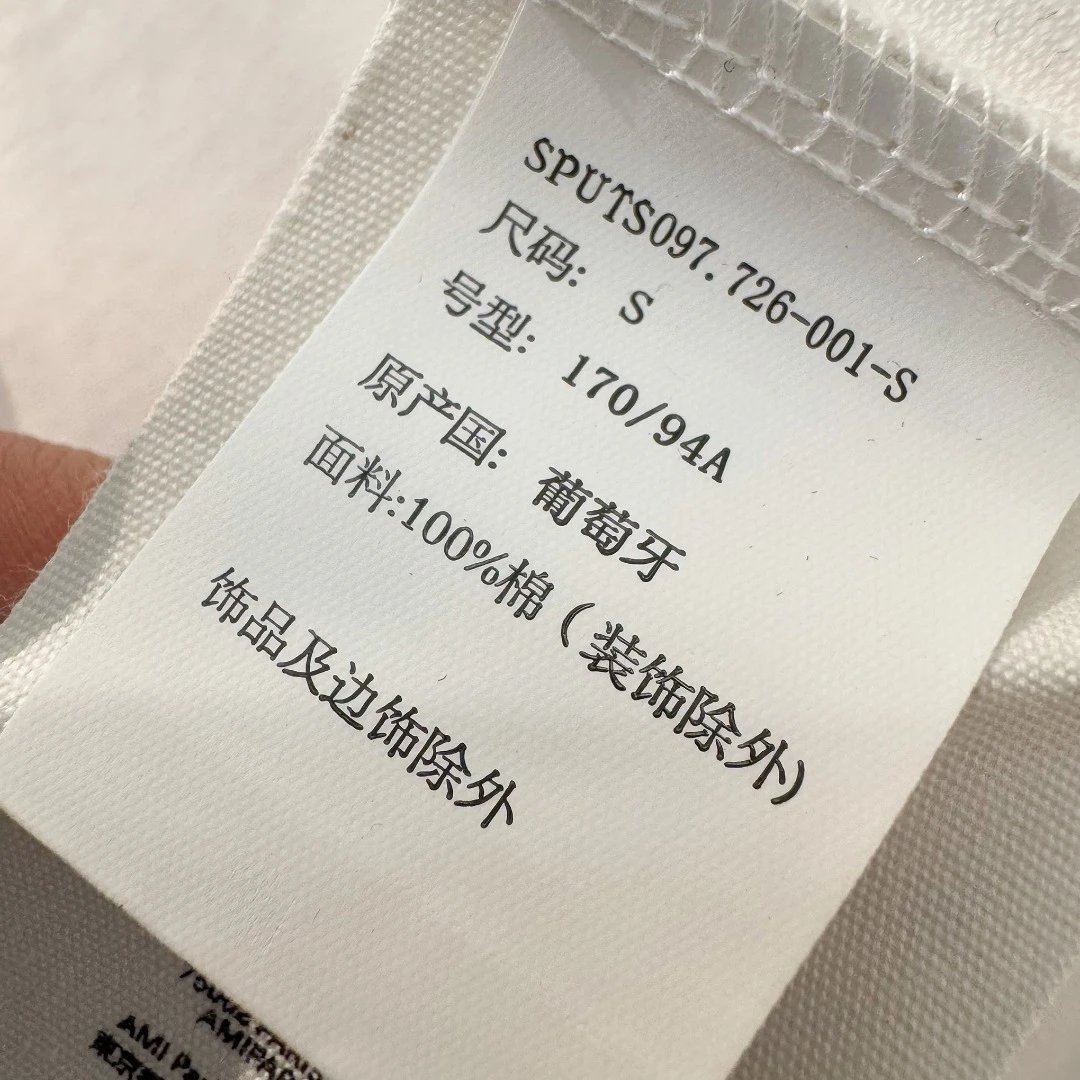 SPUTS097.726-001-S
尺码: S
号型: 170/94A
原产国: 葡萄牙
面料:100%棉(装饰除外)
饰品及边饰除外
AMI